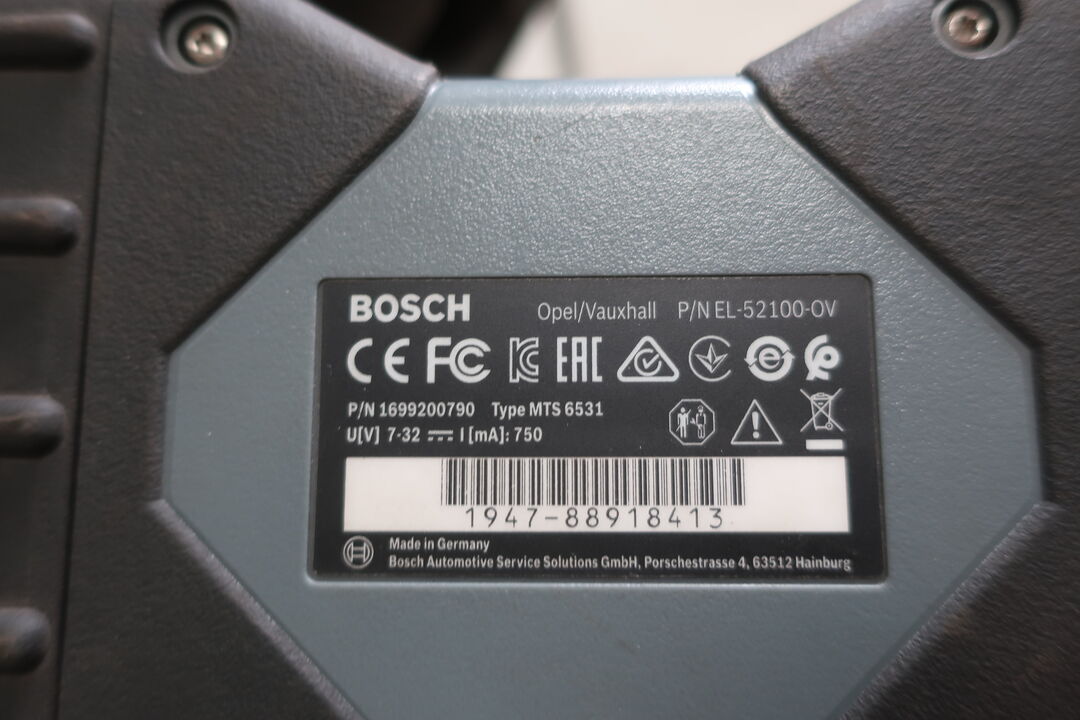 BOSCH Opel/Vauxhall P/N EL-52100-OV
CE FC KC EAC
P/N 1699200790 Type MTS 6531
U[V] 7-32 I [mA]: 750
1947-88918413
Made in Germany
Bosch Automotive Service Solutions GmbH, Porschestrasse 4, 63512 Hainburg